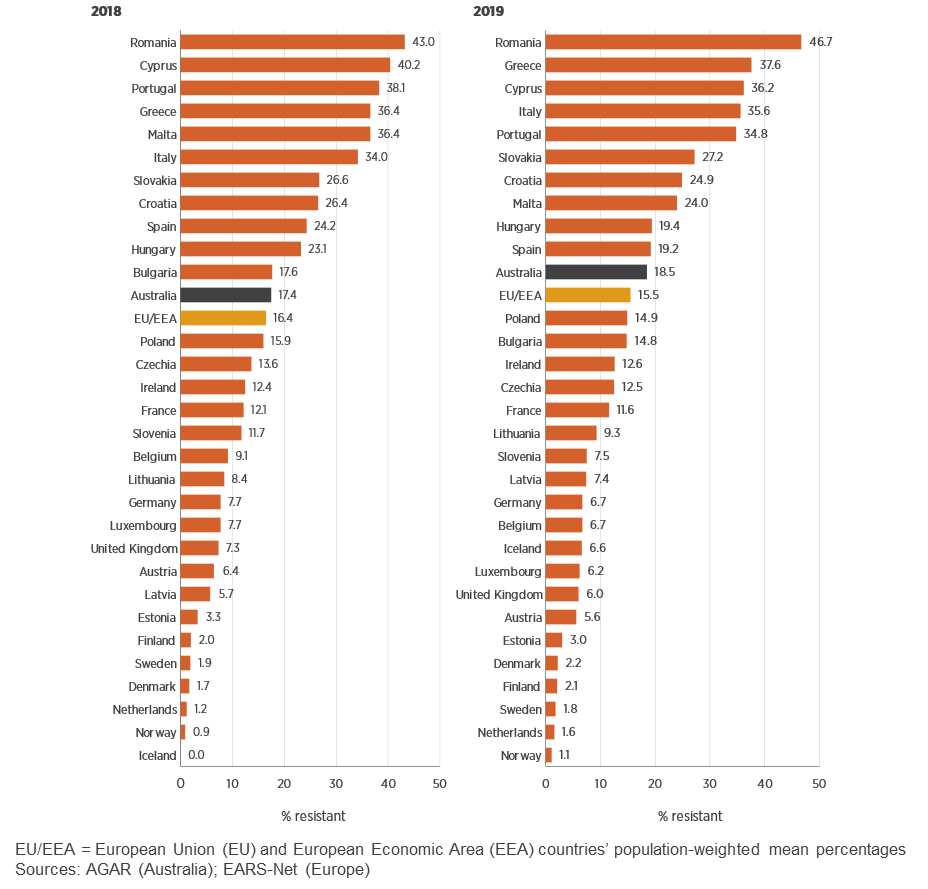 2018
Romania 43.0
Cyprus 40.2
Portugal 38.1
Greece 36.4
Malta 36.4
Italy 34.0
Slovakia 26.6
Croatia 26.4
Spain 24.2
Hungary 23.1
Bulgaria 17.6
Australia 17.4
EU/EEA 16.4
Poland 15.9
Czechia 13.6
Ireland 12.4
France 12.1
Slovenia 11.7
Belgium 9.1
Lithuania 8.4
Germany 7.7
Luxembourg 7.7
United Kingdom 7.3
Austria 6.4
Latvia 5.7
Estonia 3.3
Finland 2.0
Sweden 1.9
Denmark 1.7
Netherlands 1.2
Norway 0.9
Iceland 0.0
0 10 20 30 40 50
% resistant
2019
Romania 46.7
Greece 37.6
Cyprus 36.2
Italy 35.6
Portugal 34.8
Slovakia 27.2
Croatia 24.9
Malta 24.0
Hungary 19.4
Spain 19.2
Australia 18.5
EU/EEA 15.5
Poland 14.9
Bulgaria 14.8
Ireland 12.6
Czechia 12.5
France 11.6
Lithuania 9.3
Slovenia 7.5
Latvia 7.4
Germany 6.7
Belgium 6.7
Iceland 6.6
Luxembourg 6.2
United Kingdom 6.0
Austria 5.6
Estonia 3.0
Denmark 2.2
Finland 2.1
Sweden 1.8
Netherlands 1.6
Norway 1.1
0 10 20 30 40 50
% resistant
EU/EEA = European Union (EU) and European Economic Area (EEA) countries' population-weighted mean percentages
Sources: AGAR (Australia); EARS-Net (Europe)